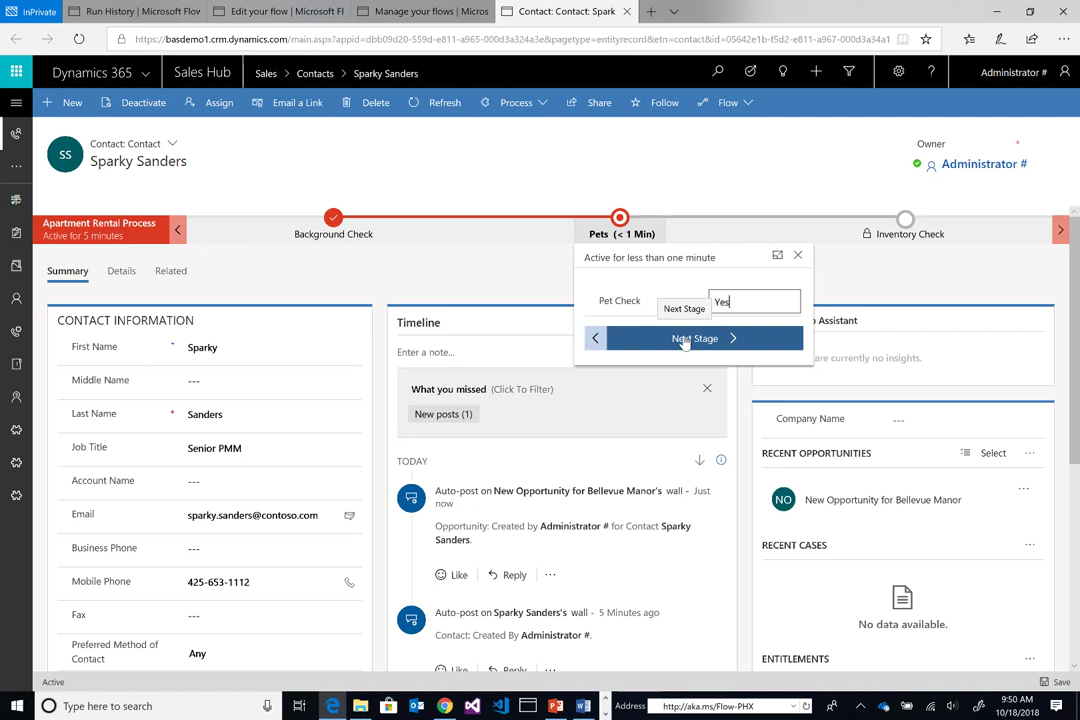 InPrivate
Run History | Microsoft Flov
Edit your flow | Microsoft Fl
Manage your flows | Micros
Contact: Contact: Spark
https://basdemo1.crm.dynamics.com/main.aspx?appid=dbb09d20-559d-e811-a965-000d3a324a3e&pagetype=entityrecord&etn=contact&id=05642e1b-f5d2-e811-a967-000d3a34a1
Dynamics 365
Sales Hub
Sales > Contacts > Sparky Sanders
Administrator #
New
Deactivate
Assign
Email a Link
Delete
Refresh
Process
Share
Follow
Flow
SS
Contact: Contact
Sparky Sanders
Owner *
Administrator #
Apartment Rental Process
Active for 5 minutes
Background Check
Pets (< 1 Min)
Inventory Check
Active for less than one minute
Pet Check
Yes
Next Stage
Next Stage
Summary
Details
Related
CONTACT INFORMATION
First Name
Sparky
Middle Name
---
Last Name *
Sanders
Job Title
Senior PMM
Account Name
---
Email
sparky.sanders@contoso.com
Business Phone
---
Mobile Phone
425-653-1112
Fax
---
Preferred Method of
Contact
Any
Timeline
Enter a note...
What you missed (Click To Filter)
New posts (1)
TODAY
Auto-post on New Opportunity for Bellevue Manor's wall - Just
now
Opportunity: Created by Administrator # for Contact Sparky
Sanders.
Like
Reply
Auto-post on Sparky Sanders's wall - 5 Minutes ago
Contact: Created By Administrator #.
Like
Reply
Assistant
are currently no insights.
Company Name
---
RECENT OPPORTUNITIES
Select
NO
New Opportunity for Bellevue Manor
RECENT CASES
No data available.
ENTITLEMENTS
Active
Save
Type here to search
Address
http://aka.ms/Flow-PHX
9:50 AM
10/18/2018